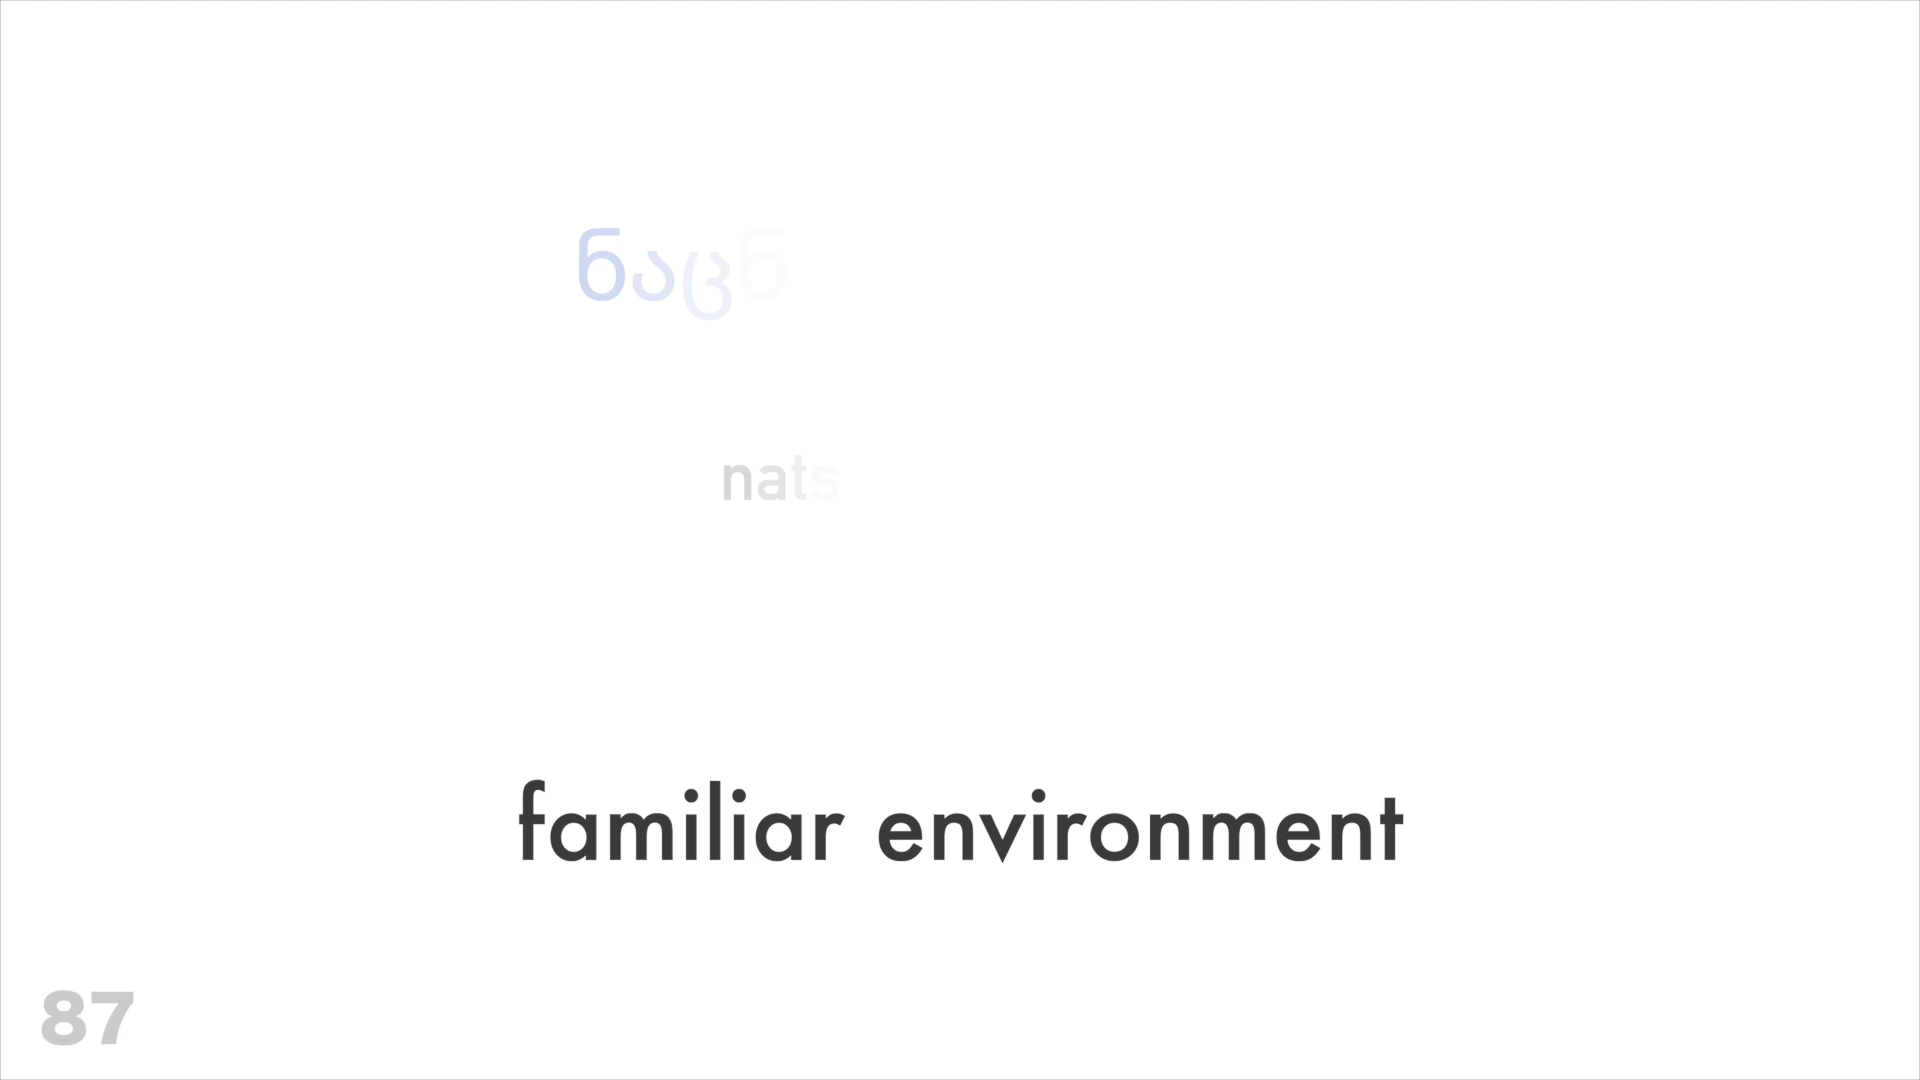 ნაცნ
nats
familiar environment
87